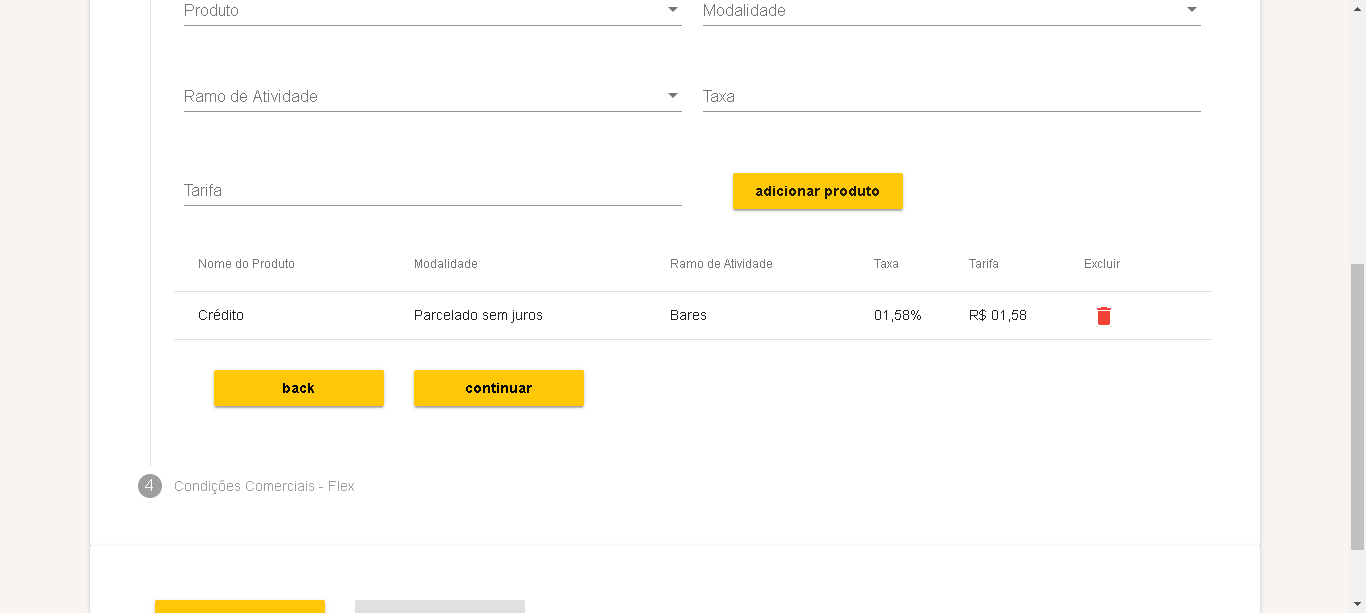 Produto
Modalidade
Ramo de Atividade
Taxa
Tarifa
adicionar produto
Nome do Produto Modalidade Ramo de Atividade Taxa Tarifa Excluir
Crédito Parcelado sem juros Bares 01,58% R$ 01,58
back
continuar
4 Condições Comerciais - Flex